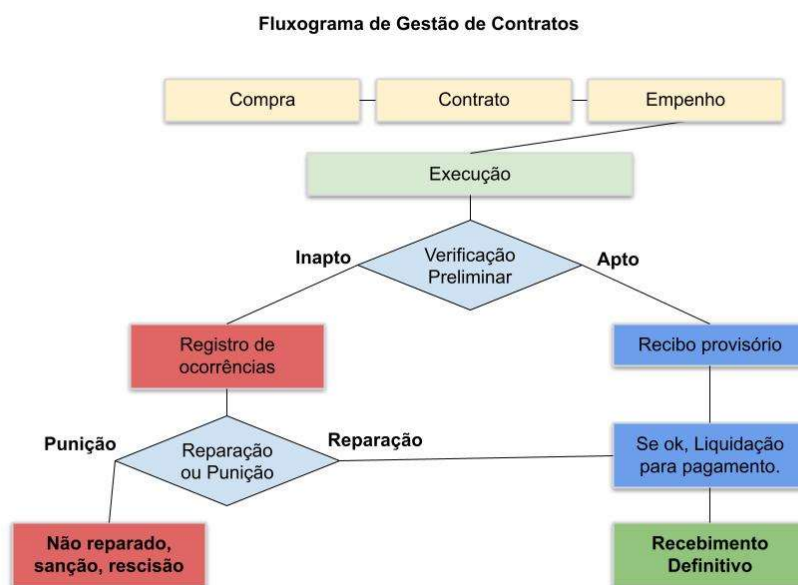 Fluxograma de Gestão de Contratos
Compra
Contrato
Empenho
Execução
Inapto
Verificação
Preliminar
Apto
Registro de
ocorrências
Recibo provisório
Punição
Reparação
ou Punição
Reparação
Se ok, Liquidação
para pagamento.
Não reparado,
sanção, rescisão
Recebimento
Definitivo